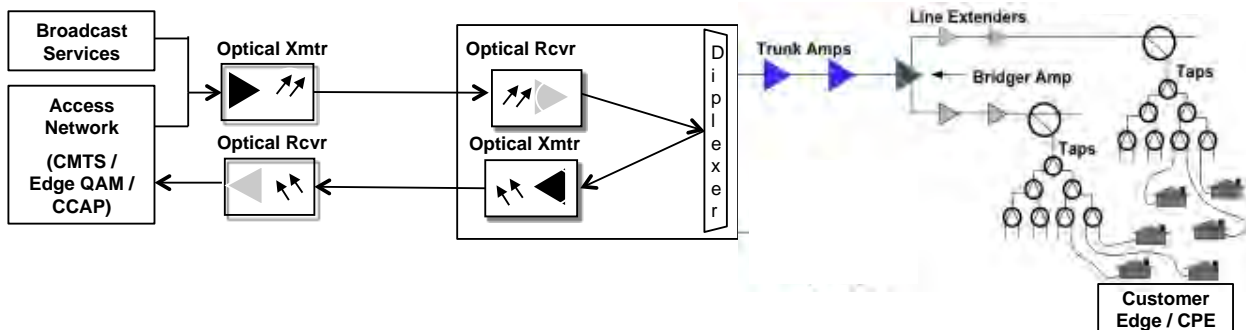 Broadcast
Services
Access
Network
(CMTS /
Edge QAM /
CCAP)
Optical Xmtr
Optical Rcvr
Optical Rcvr
Optical Xmtr
Diplexer
Trunk Amps
Line Extenders
Bridger Amp
Taps
Taps
Customer
Edge / CPE